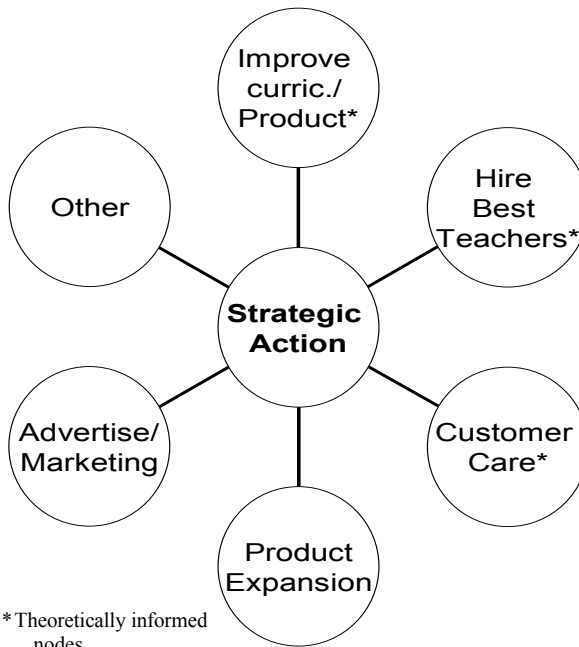 Improve
curric./
Product*
Other
Hire
Best
Teachers*
Strategic
Action
Advertise/
Marketing
Customer
Care*
Product
Expansion
* Theoretically informed
nodes